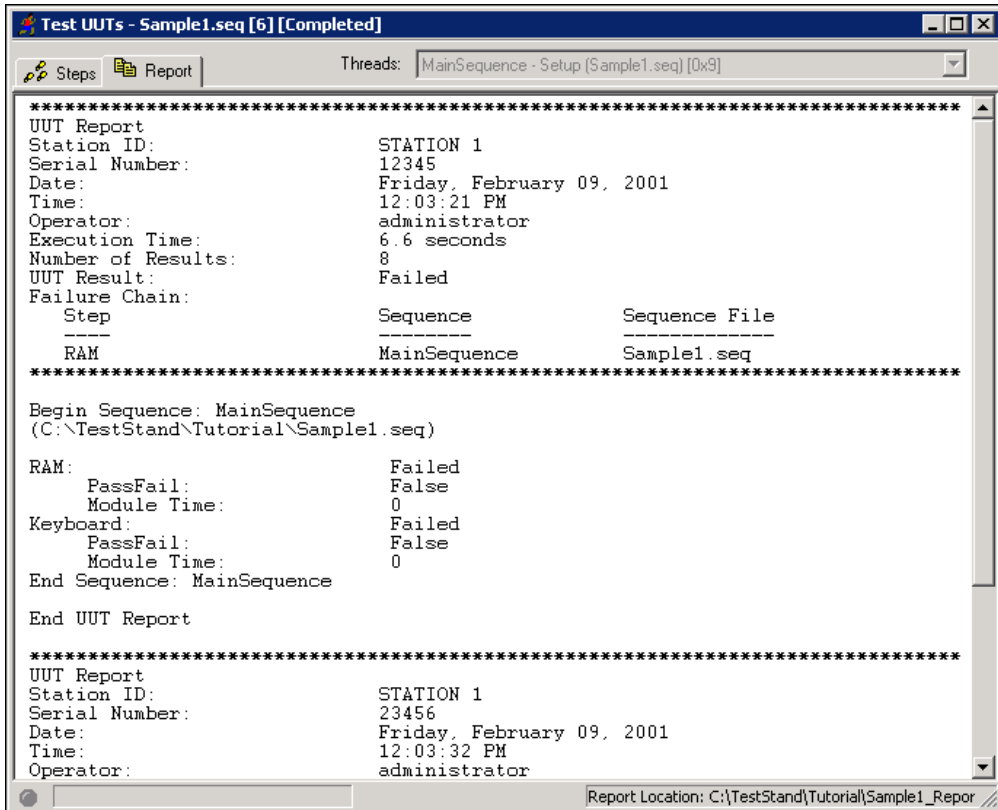 Test UUTs - Sample1.seq [6] [Completed]
Steps Report Threads: MainSequence - Setup (Sample1.seq) [0x9]
********************************************************************************
UUT Report
Station ID: STATION 1
Serial Number: 12345
Date: Friday, February 09, 2001
Time: 12:03:21 PM
Operator: administrator
Execution Time: 6.6 seconds
Number of Results: 8
UUT Result: Failed
Failure Chain:
Step Sequence Sequence File
---- -------- -------------
RAM MainSequence Sample1.seq
********************************************************************************
Begin Sequence: MainSequence
(C:\TestStand\Tutorial\Sample1.seq)
RAM: Failed
PassFail: False
Module Time: 0
Keyboard: Failed
PassFail: False
Module Time: 0
End Sequence: MainSequence
End UUT Report
********************************************************************************
UUT Report
Station ID: STATION 1
Serial Number: 23456
Date: Friday, February 09, 2001
Time: 12:03:32 PM
Operator: administrator
Report Location: C:\TestStand\Tutorial\Sample1_Repor